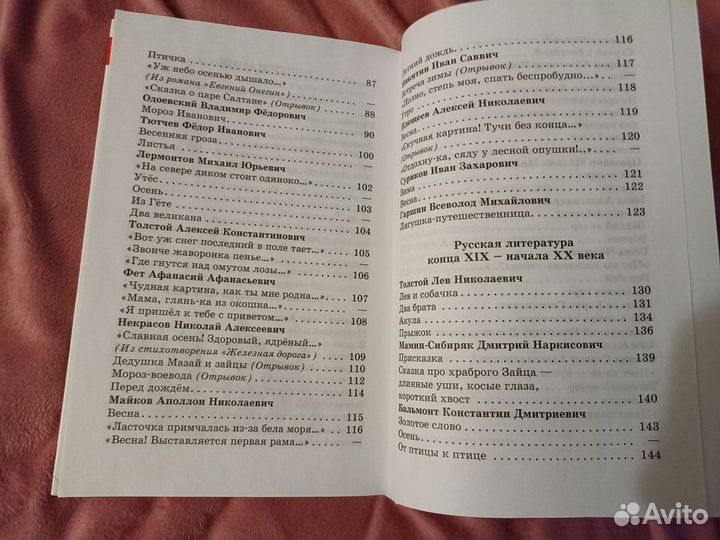 Птичка
«Уж небо осенью дышало...» 87
(Из романа «Евгений Онегин») —
«Сказка о царе Салтане» (Отрывок) 88
Одоевский Владимир Фёдорович
Мороз Иванович 90
Тютчев Фёдор Иванович
Весенняя гроза 100
Листья —
Лермонтов Михаил Юрьевич
«На севере диком стоит одиноко...» 102
Утёс —
Осень 103
Из Гёте —
Два великана 104
Толстой Алексей Константинович
«Вот уж снег последний в поле тает...» 105
«Звонче жаворонка пенье...» —
«Где гнутся над омутом лозы...» 106
Фет Афанасий Афанасьевич
«Чудная картина, как ты мне родна...» 107
«Мама, глянь-ка из окошка...» —
«Я пришёл к тебе с приветом...» 108
Некрасов Николай Алексеевич
«Славная осень! Здоровый, ядрёный...»
(Из стихотворения «Железная дорога») 109
Дедушка Мазай и зайцы (Отрывок) 110
Мороз-воевода (Отрывок) 112
Перед дождём 114
Майков Аполлон Николаевич
Весна 115
«Ласточка примчалась из-за бела моря...» 116
«Весна! Выставляется первая рама...» —
Летний дождь 116
Никитин Иван Саввич
Встреча зимы (Отрывок) 117
«Полно, степь моя, спать беспробудно...» —
Утро 118
Плещеев Алексей Николаевич
Весна 119
«Скучная картина! Тучи без конца...»
(Отрывок) 120
«Отдохну-ка, сяду у лесной опушки!..» —
Суриков Иван Захарович
Зима 121
Весна 122
Гаршин Всеволод Михайлович
Лягушка-путешественница 123
Русская литература
конца XIX – начала XX века
Толстой Лев Николаевич
Лев и собачка 130
Два брата 131
Акула 134
Прыжок 136
Мамин-Сибиряк Дмитрий Наркисович
Присказка 139
Сказка про храброго Зайца —
длинные уши, косые глаза,
короткий хвост 140
Бальмонт Константин Дмитриевич
Золотое слово 143
Осень —
От птицы к птице 144
Avito